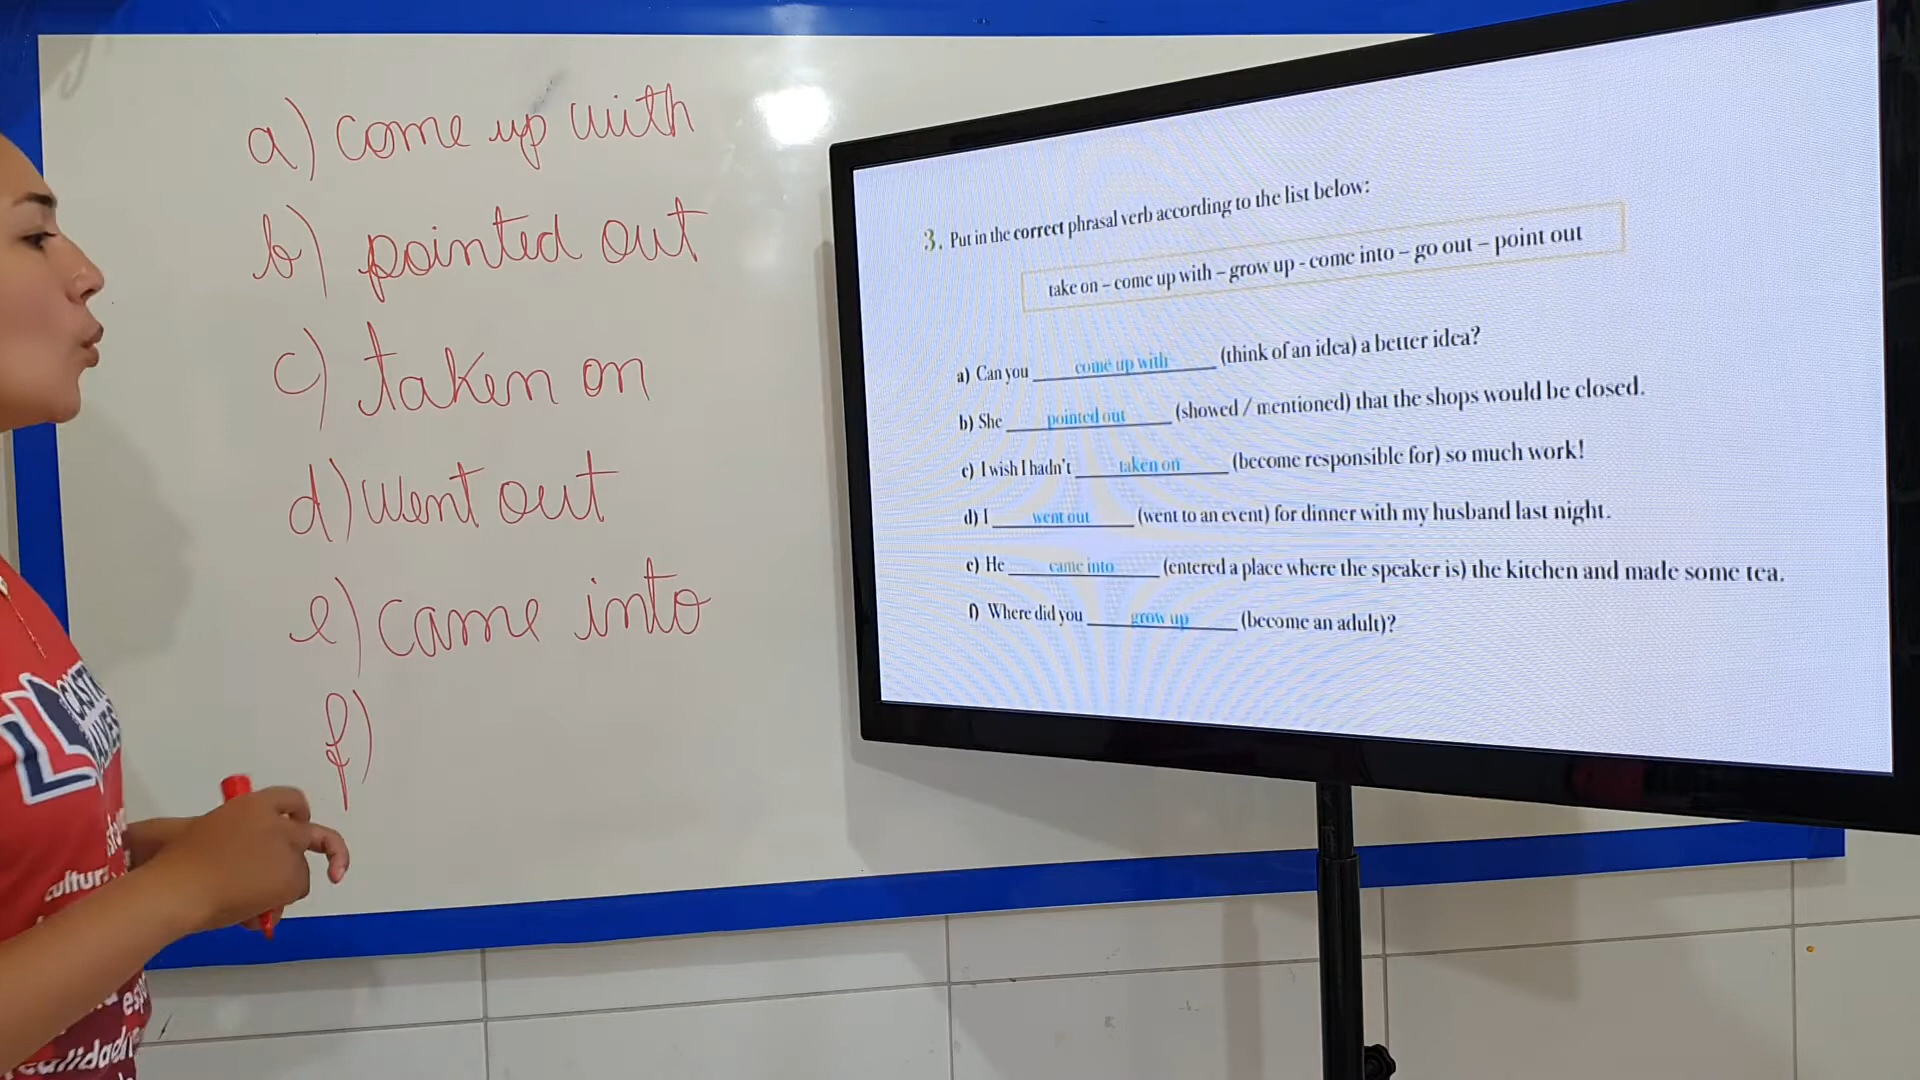 a) come up with
b) pointed out
c) taken on
d) went out
e) came into
f)
3. Put in the correct phrasal verb according to the list below:
take on – come up with – grow up - come into – go out – point out
a) Can you come up with (think of an idea) a better idea?
b) She pointed out (showed / mentioned) that the shops would be closed.
c) I wish I hadn't taken on (become responsible for) so much work!
d) I went out (went to an event) for dinner with my husband last night.
e) He came into (entered a place where the speaker is) the kitchen and made some tea.
f) Where did you grow up (become an adult)?